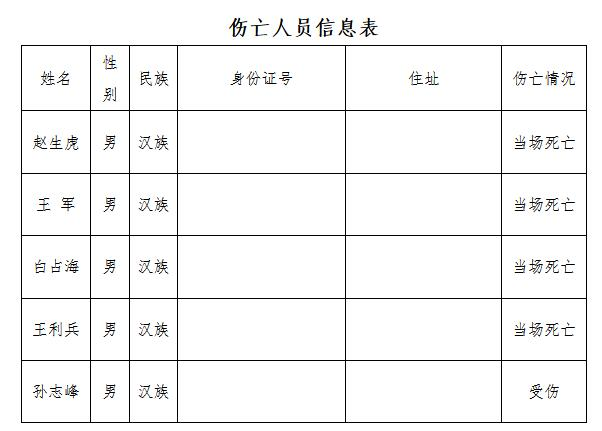 伤亡人员信息表
姓名 性别 民族 身份证号 住址 伤亡情况
赵生虎 男 汉族 当场死亡
王 军 男 汉族 当场死亡
白占海 男 汉族 当场死亡
王利兵 男 汉族 当场死亡
孙志峰 男 汉族 受伤